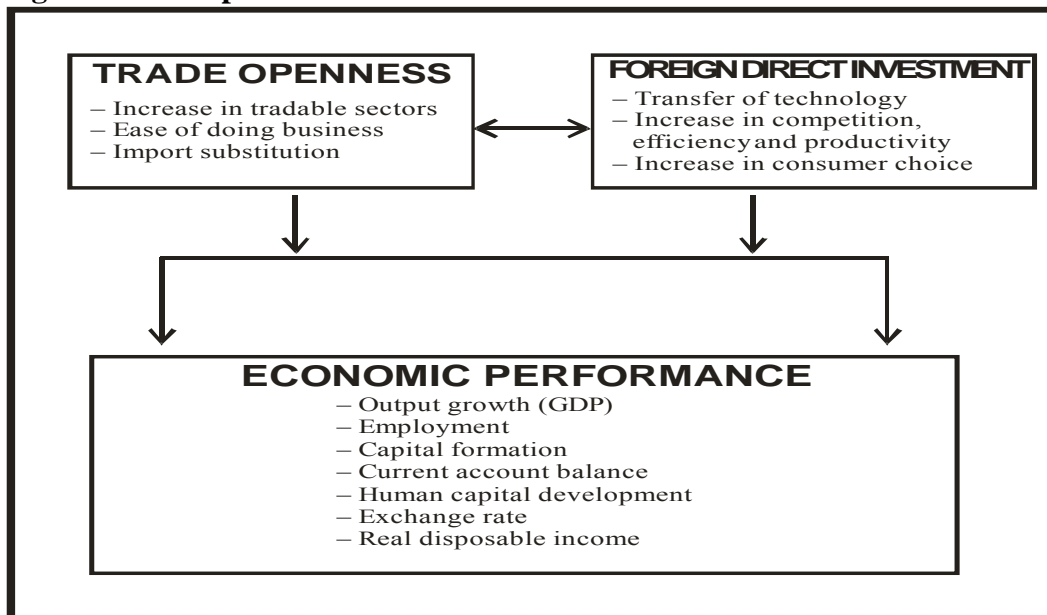 TRADE OPENNESS
– Increase in tradable sectors
– Ease of doing business
– Import substitution
FOREIGN DIRECT INVESTMENT
– Transfer of technology
– Increase in competition,
efficiency and productivity
– Increase in consumer choice
ECONOMIC PERFORMANCE
– Output growth (GDP)
– Employment
– Capital formation
– Current account balance
– Human capital development
– Exchange rate
– Real disposable income